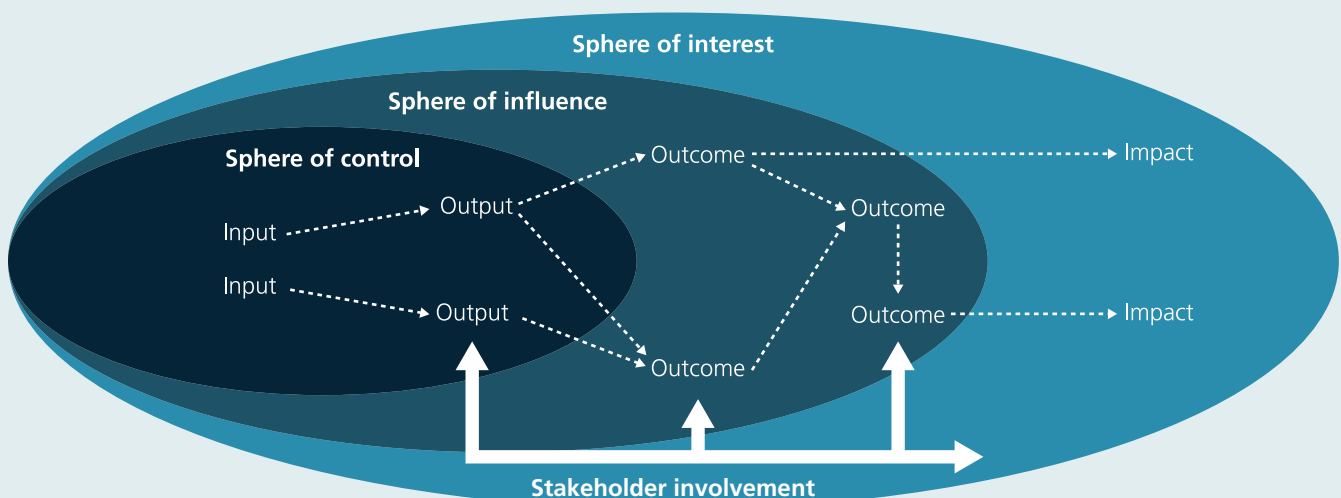 Sphere of interest
Sphere of influence
Sphere of control
Outcome
Impact
Output
Outcome
Input
Input
Output
Outcome
Impact
Outcome
Stakeholder involvement